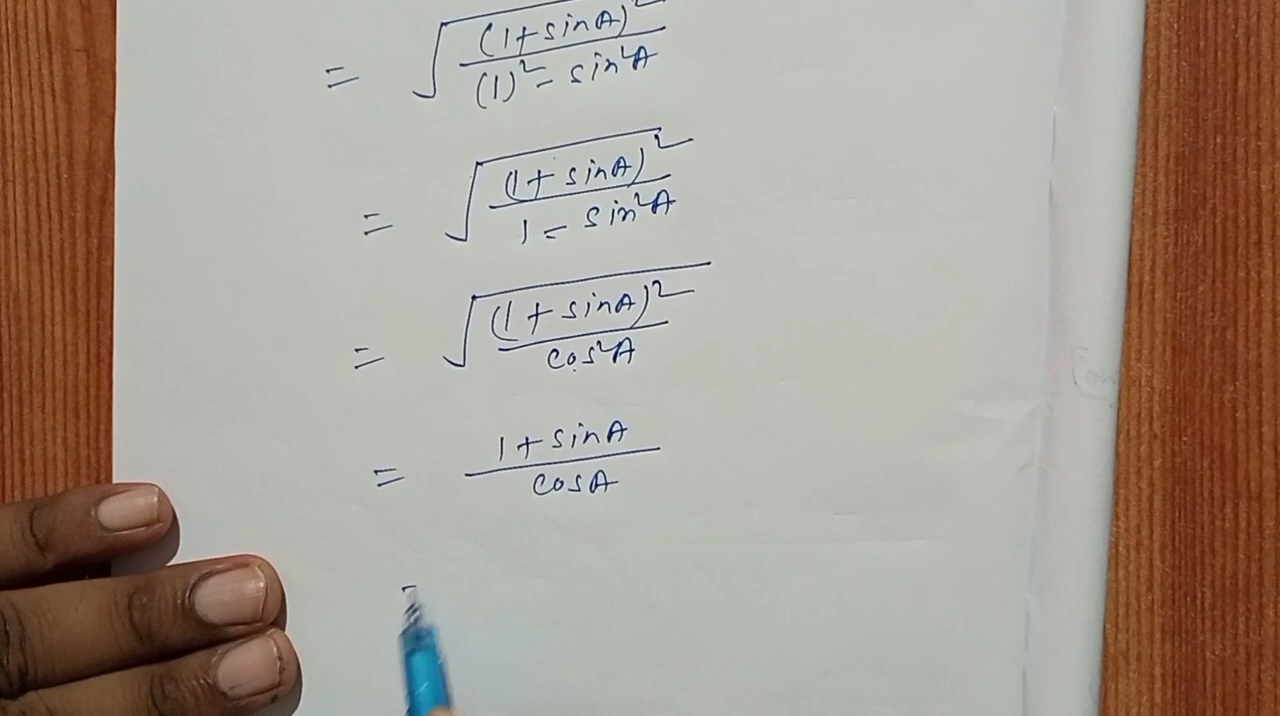 = √((1+sinA)² / ((1)² - sin²A))
= √((1 + sinA)² / (1 - sin²A))
= √((1 + sinA)² / cos²A)
= (1 + sinA) / cosA